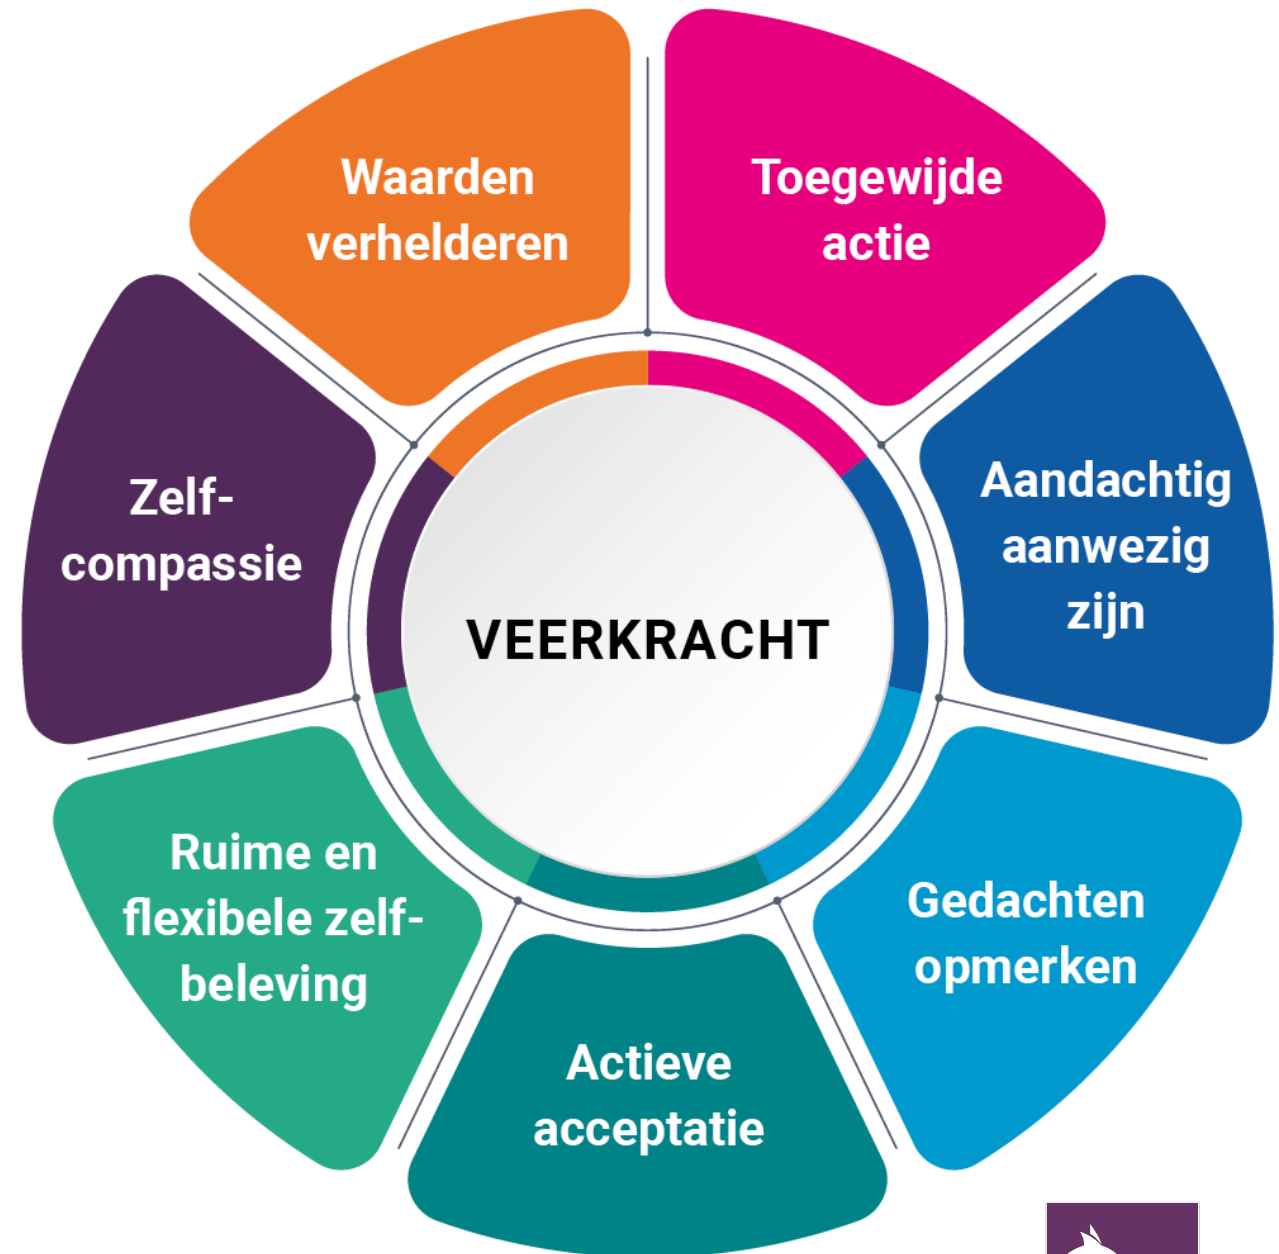 Waarden
verhelderen
Toegewijde
actie
Zelf-
compassie
Aandachtig
aanwezig
zijn
VEERKRACHT
Ruime en
flexibele zelf-
beleving
Gedachten
opmerken
Actieve
acceptatie